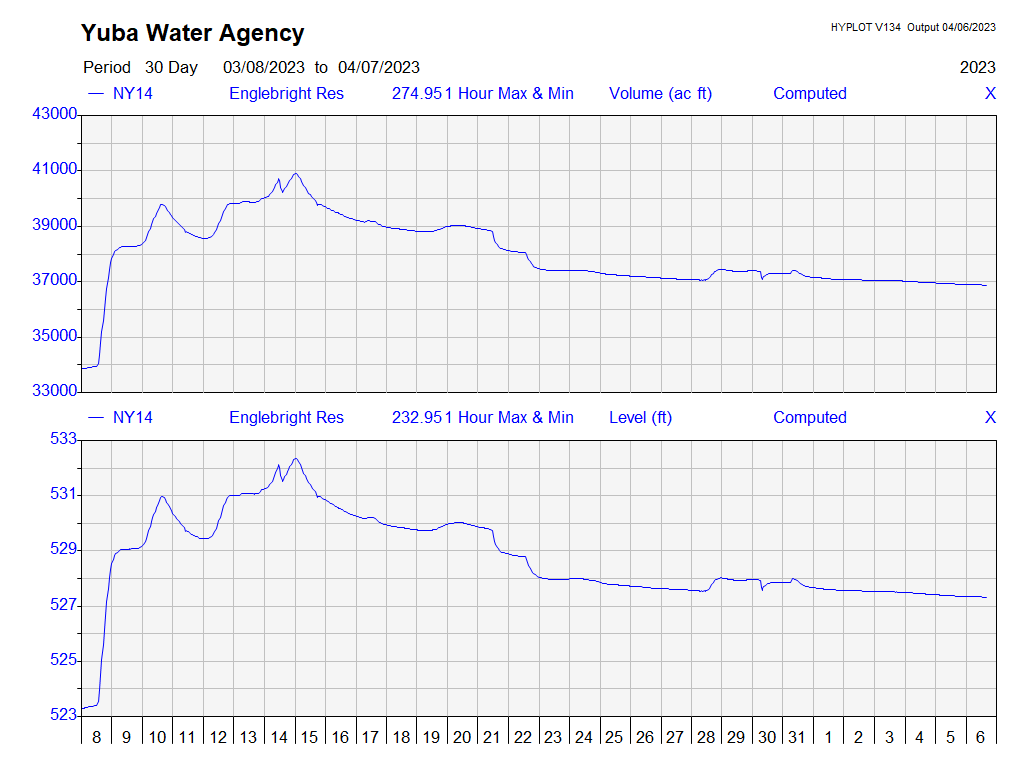 Yuba Water Agency
HYPLOT V134 Output 04/06/2023
Period 30 Day 03/08/2023 to 04/07/2023
2023
NY14 Englebright Res 274.951 Hour Max & Min Volume (ac ft) Computed X
43000
41000
39000
37000
35000
33000
NY14 Englebright Res 232.951 Hour Max & Min Level (ft) Computed X
533
531
529
527
525
523
8 9 10 11 12 13 14 15 16 17 18 19 20 21 22 23 24 25 26 27 28 29 30 31 1 2 3 4 5 6